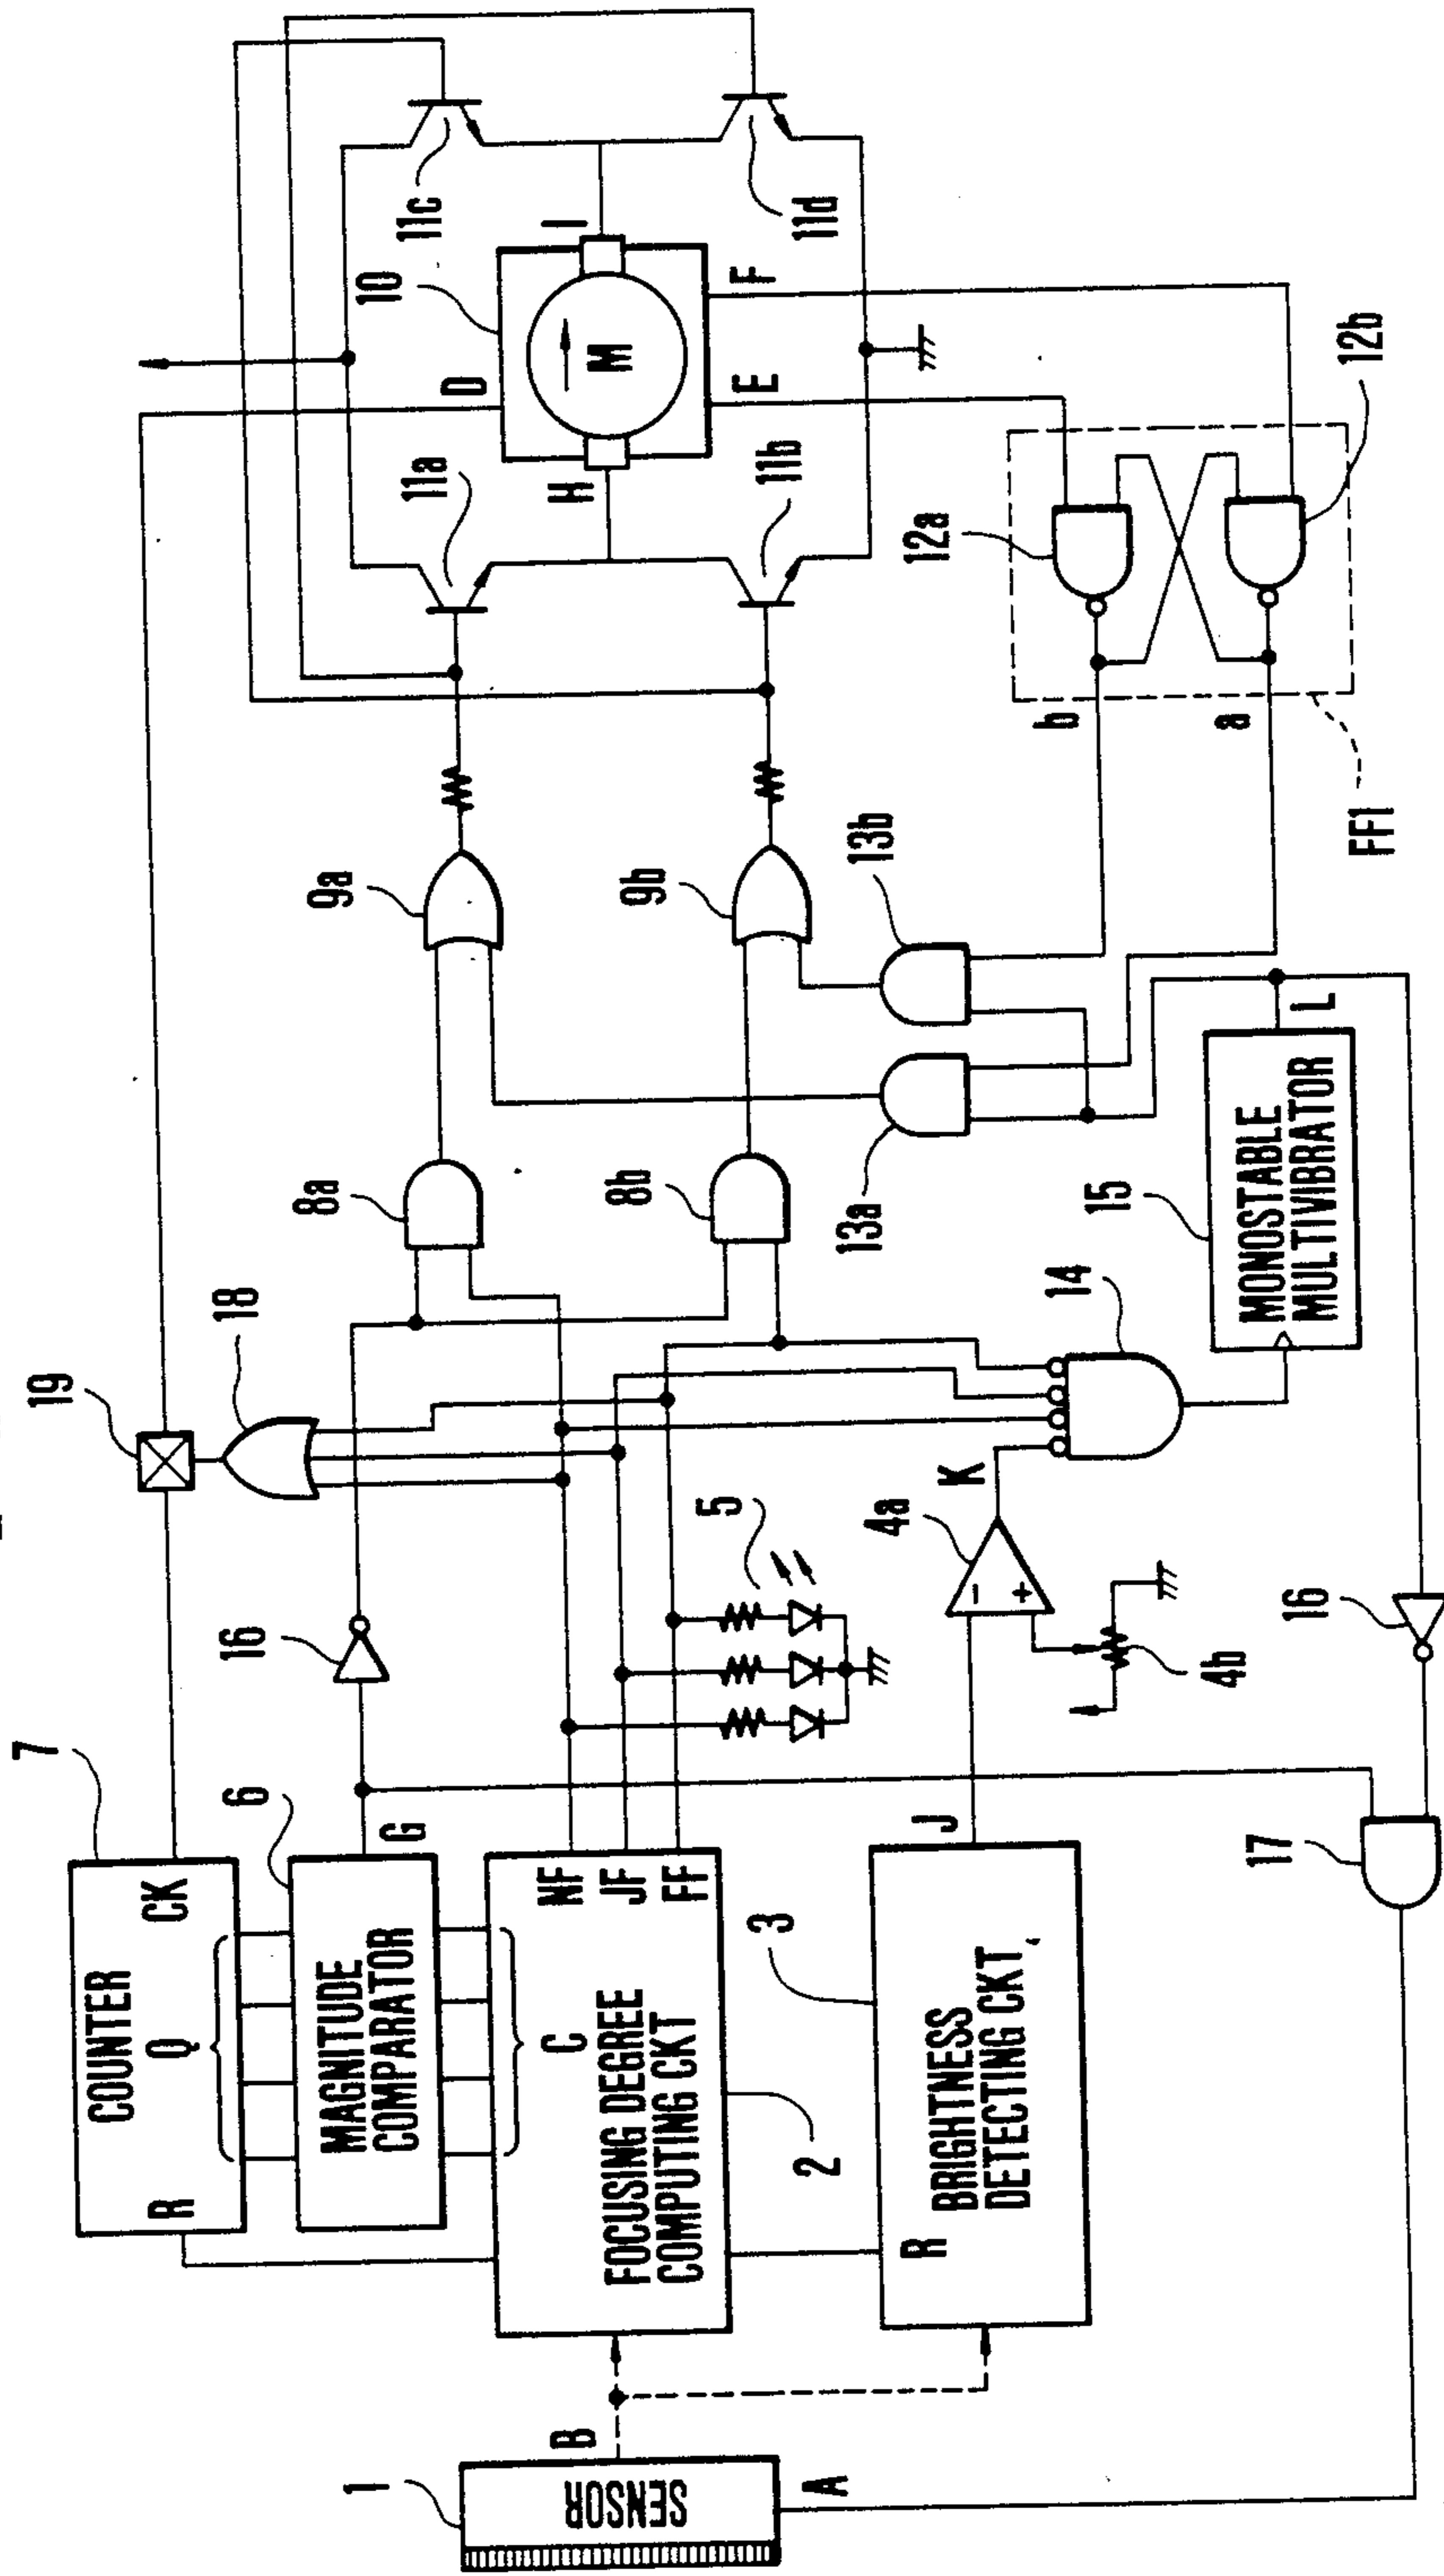 1
SENSOR
B
A
7
COUNTER
Q
R
CK
6
MAGNITUDE
COMPARATOR
G
C
FOCUSING DEGREE
COMPUTING CKT
NF
JF
FF
2
3
R
BRIGHTNESS
DETECTING CKT
J
16
5
4a
-
+
4b
K
17
16
19
18
8a
8b
14
15
MONOSTABLE
MULTIVIBRATOR
L
13a
13b
9a
9b
FF1
b
a
12a
12b
11a
11b
H
D
E
10
M
I
F
11c
11d